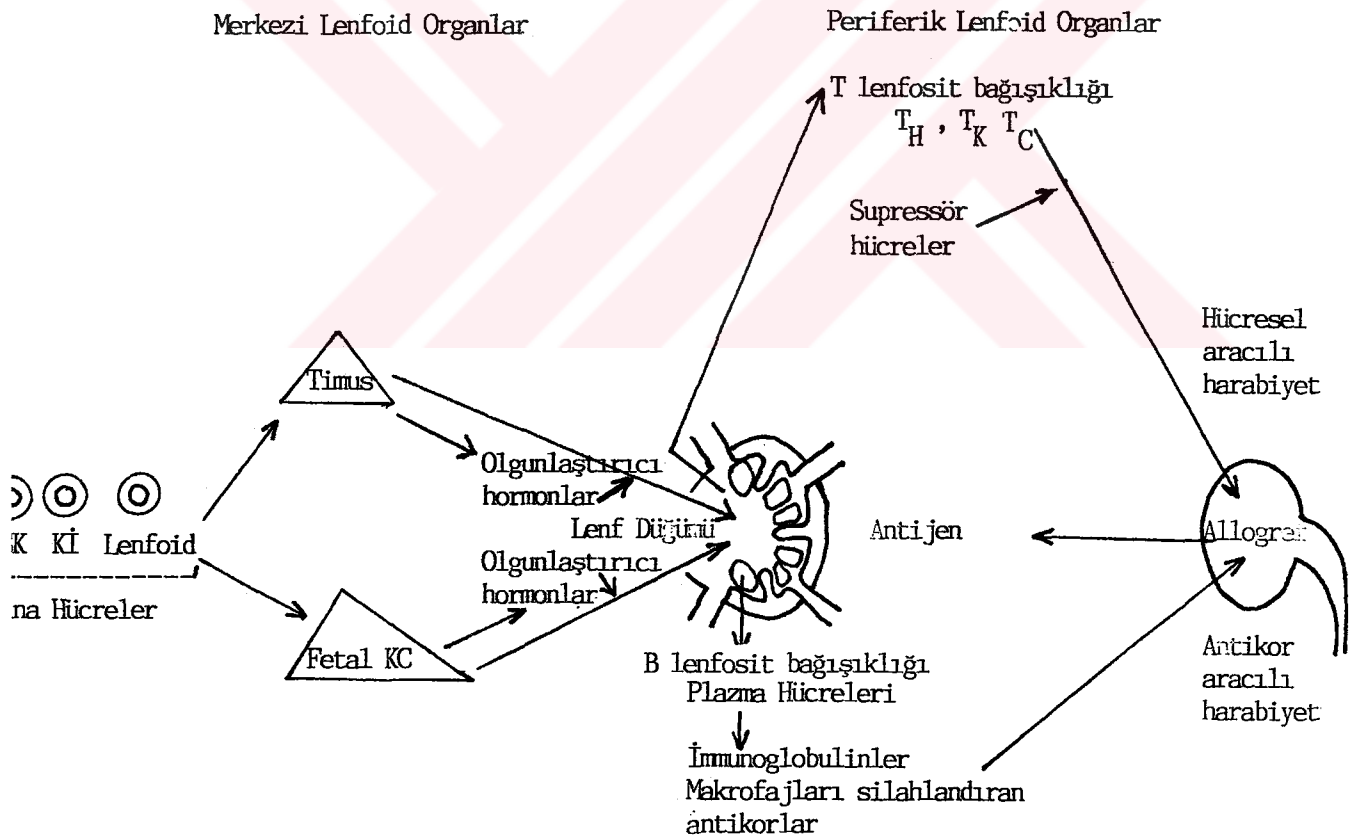 Merkezi Lenfoid Organlar
Periferik Lenfoid Organlar
T lenfosit bağışıklığı
T_H , T_K T_C
Supressör
hücreler
Hücresel
aracılı
harabiyet
Timus
Olgunlaştırıcı
hormonlar
Lenf Düğümü
Antijen
Kİ Lenfoid
Hücreler
Olgunlaştırıcı
hormonlar
Fetal KC
B lenfosit bağışıklığı
Plazma Hücreleri
İmmunoglobulinler
Makrofajları silahlandıran
antikorlar
Antikor
aracılı
harabiyet